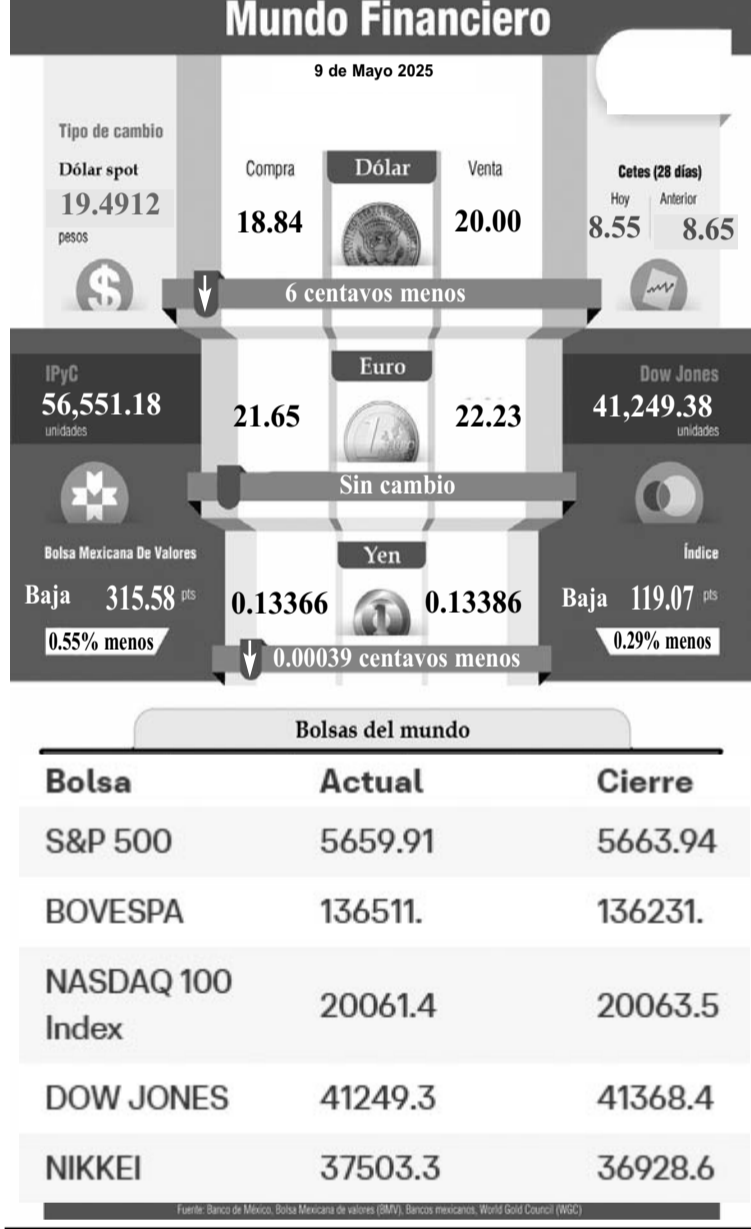 Mundo Financiero
9 de Mayo 2025
Tipo de cambio
Dólar spot
19.4912
pesos
Compra
Dólar
Venta
18.84
20.00
6 centavos menos
Cetes (28 días)
Hoy
Anterior
8.55
8.65
IPyC
56,551.18
unidades
Euro
21.65
22.23
Sin cambio
Dow Jones
41,249.38
unidades
Bolsa Mexicana De Valores
Baja 315.58 pts
0.55% menos
Yen
0.13366
0.13386
0.00039 centavos menos
Índice
Baja 119.07 pts
0.29% menos
Bolsas del mundo
Bolsa Actual Cierre
S&P 500 5659.91 5663.94
BOVESPA 136511. 136231.
NASDAQ 100
Index 20061.4 20063.5
DOW JONES 41249.3 41368.4
NIKKEI 37503.3 36928.6
Fuente: Banco de México, Bolsa Mexicana de valores (BMV), Bancos mexicanos, World Gold Council (WGC)